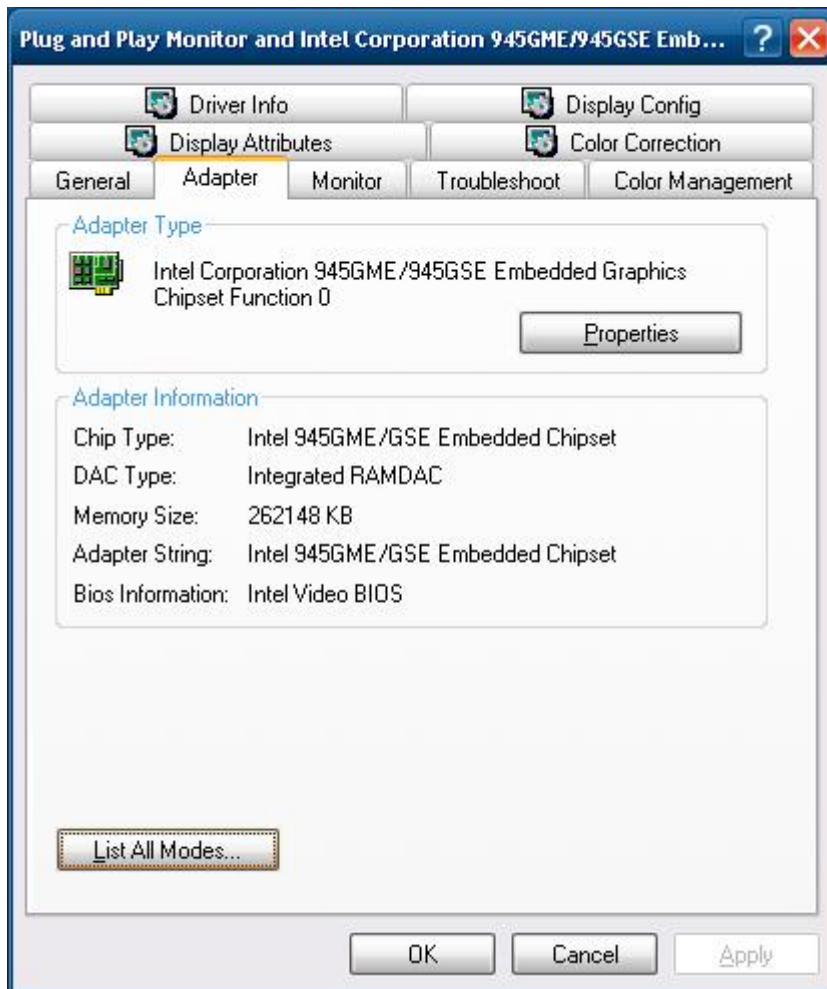 Plug and Play Monitor and Intel Corporation 945GME/945GSE Emb...
Driver Info
Display Config
Display Attributes
Color Correction
General
Adapter
Monitor
Troubleshoot
Color Management
Adapter Type
Intel Corporation 945GME/945GSE Embedded Graphics
Chipset Function 0
Properties
Adapter Information
Chip Type: Intel 945GME/GSE Embedded Chipset
DAC Type: Integrated RAMDAC
Memory Size: 262148 KB
Adapter String: Intel 945GME/GSE Embedded Chipset
Bios Information: Intel Video BIOS
List All Modes...
OK
Cancel
Apply